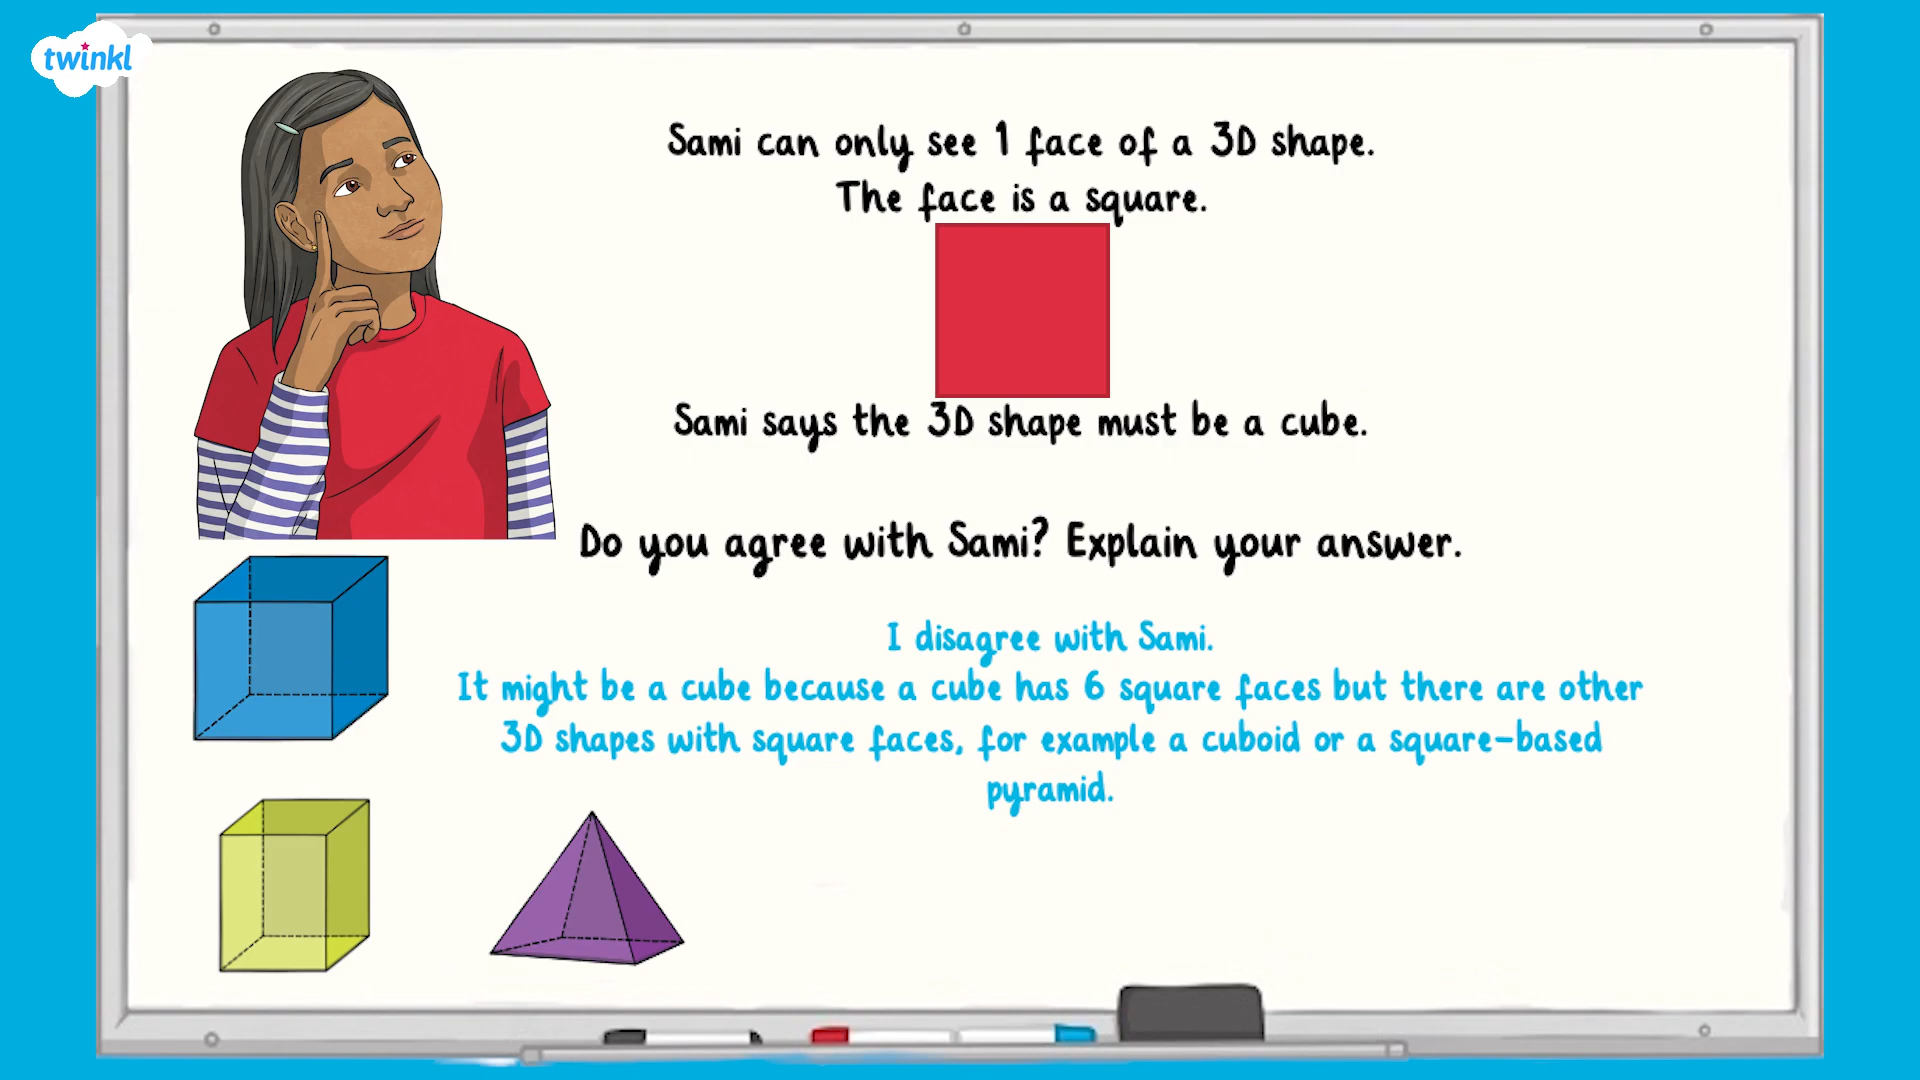 twinkl
Sami can only see 1 face of a 3D shape.
The face is a square.
Sami says the 3D shape must be a cube.
Do you agree with Sami? Explain your answer.
I disagree with Sami.
It might be a cube because a cube has 6 square faces but there are other
3D shapes with square faces, for example a cuboid or a square-based
pyramid.